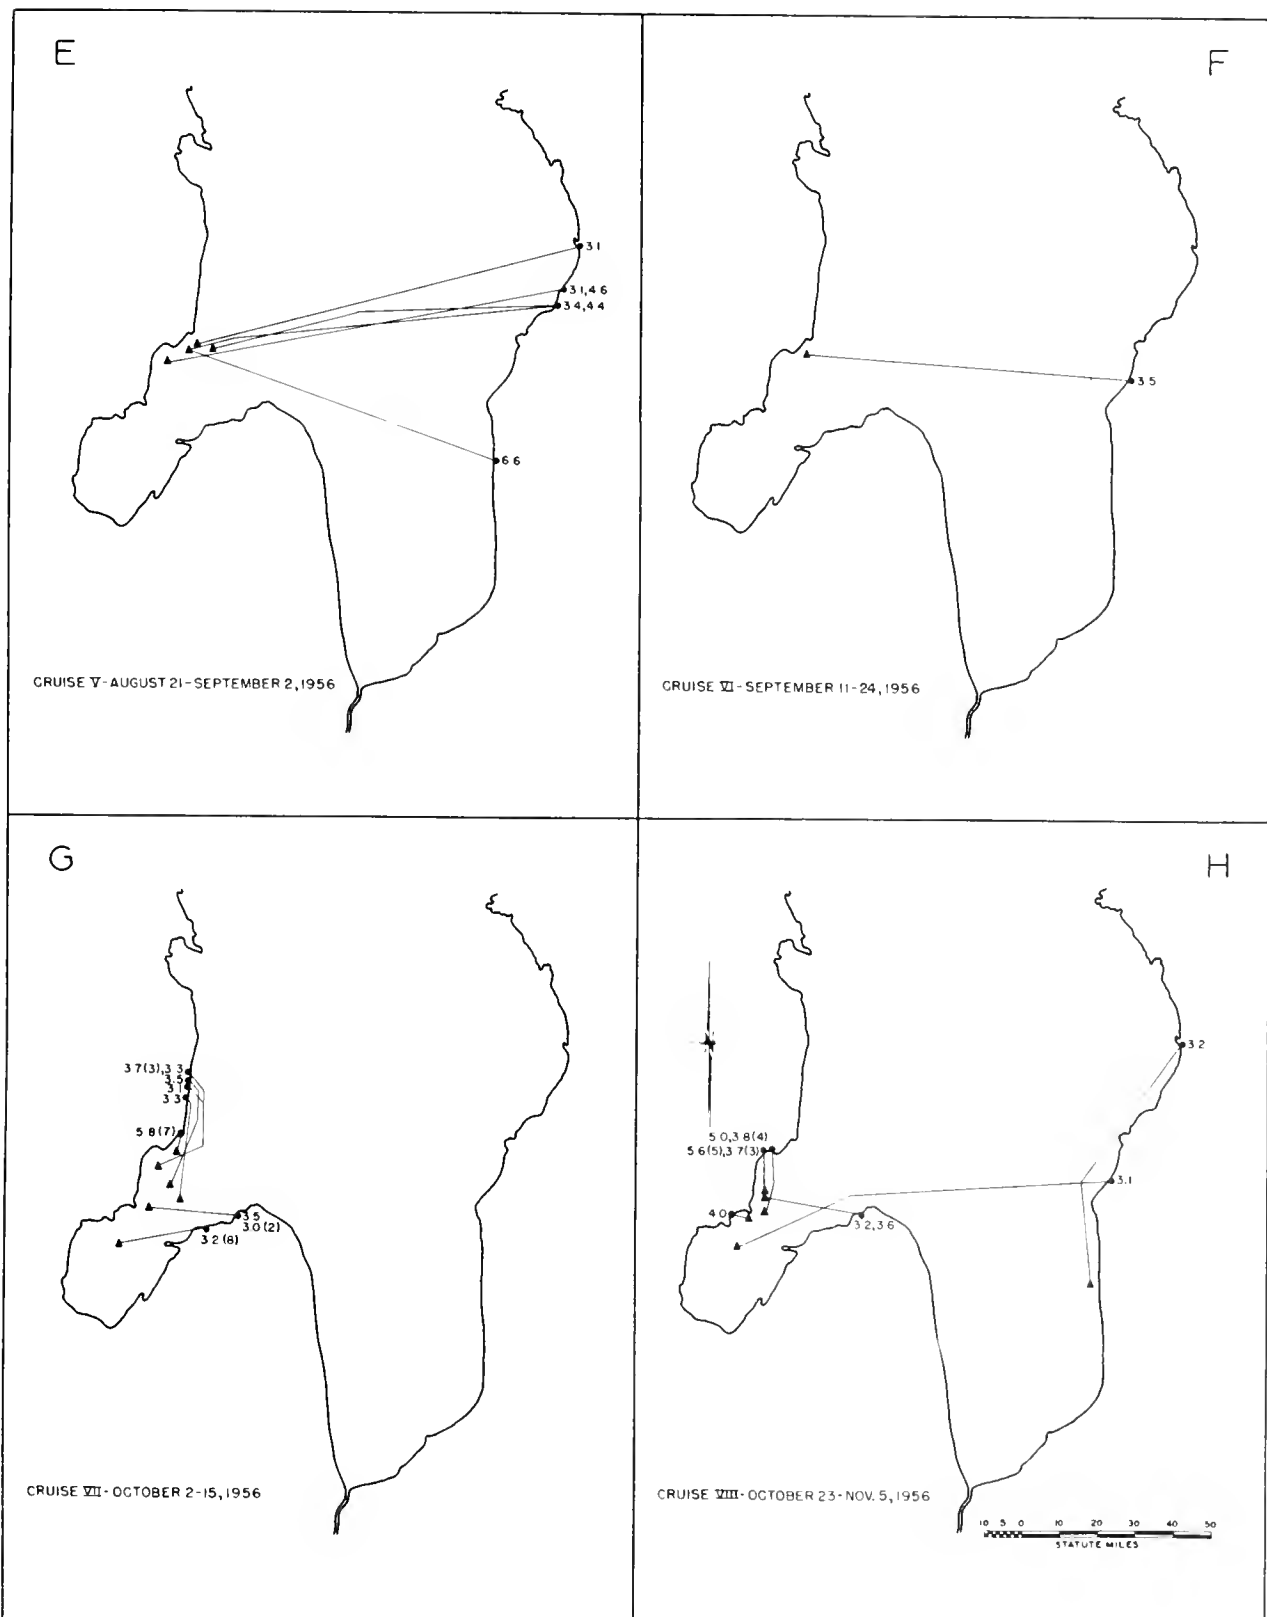 E
3.1
3.1,4.6
3.4,4.4
6.6
CRUISE V-AUGUST 21-SEPTEMBER 2,1956
F
3.5
CRUISE VI-SEPTEMBER 11-24,1956
G
3.7(3),3.3
3.5
3.1
3.3
5.8(7)
3.5
3.0(2)
3.2(8)
CRUISE VII-OCTOBER 2-15,1956
H
3.2
5.0,3.8(4)
5.6(5),3.7(3)
3.1
4.0
3.2,3.6
CRUISE VIII-OCTOBER 23-NOV. 5,1956
10 5 0 10 20 30 40 50
STATUTE MILES